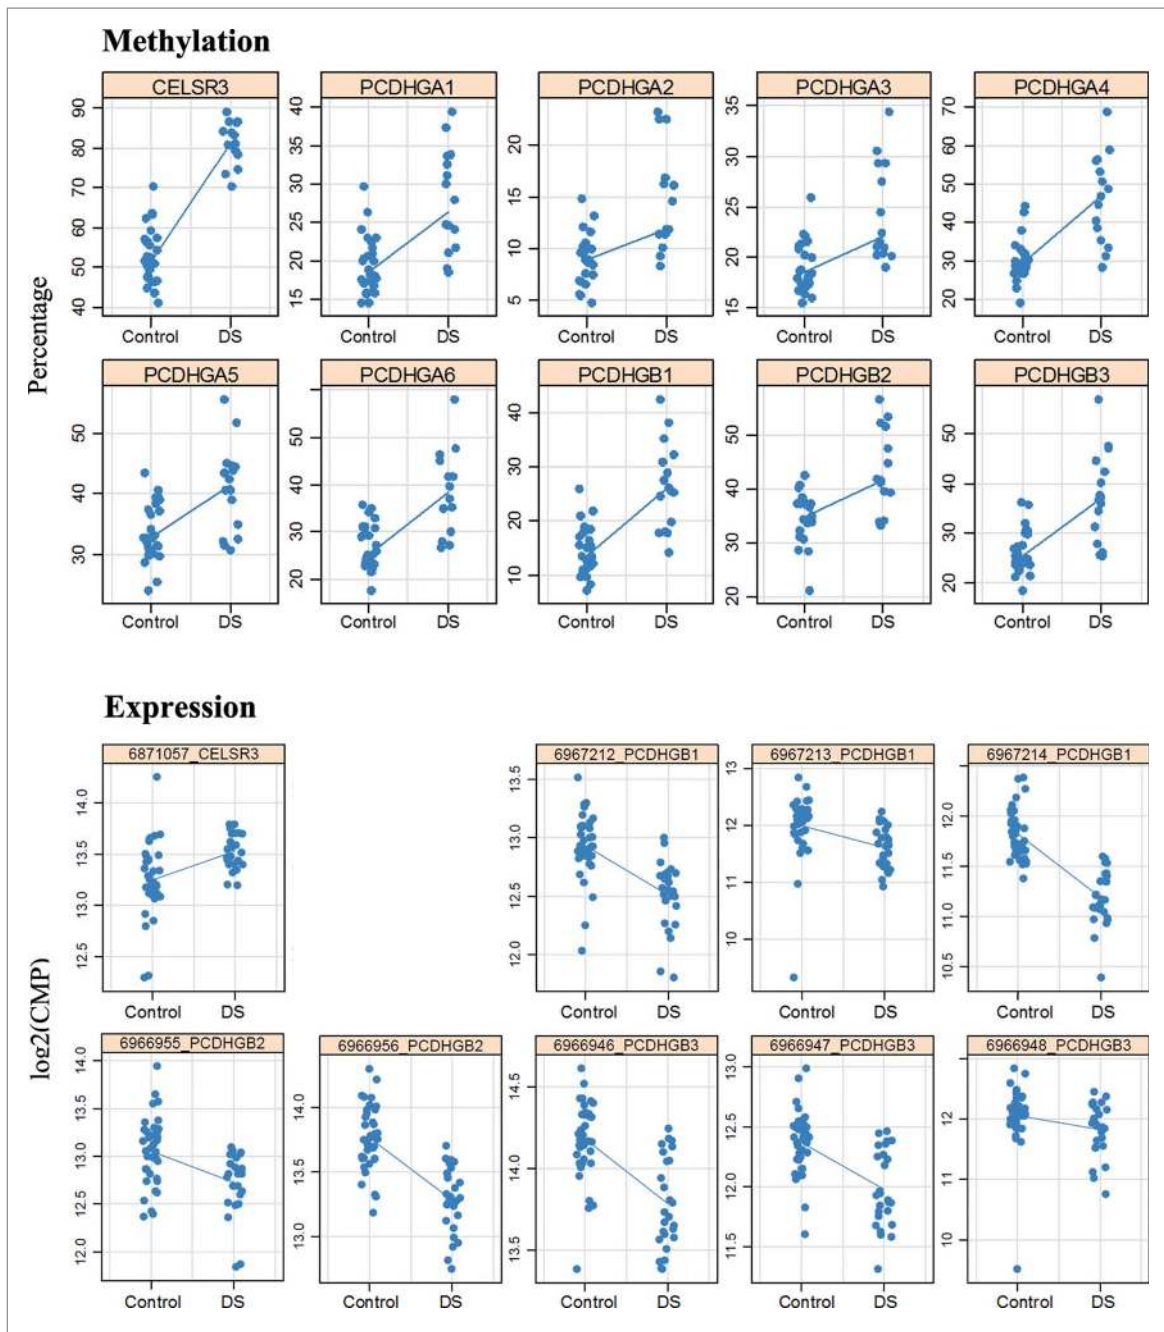 Methylation
CELSR3 PCDHGA1 PCDHGA2 PCDHGA3 PCDHGA4
90 80 70 60 50 40
40 35 30 25 20 15
20 15 10 5
35 30 25 20 15
70 60 50 40 30 20
Control DS Control DS Control DS Control DS Control DS
Percentage
PCDHGA5 PCDHGA6 PCDHGB1 PCDHGB2 PCDHGB3
50 40 30
50 40 30 20
40 30 20 10
50 40 30 20
50 40 30 20
Control DS Control DS Control DS Control DS Control DS
Expression
6871057_CELSR3 6967212_PCDHGB1 6967213_PCDHGB1 6967214_PCDHGB1
14.0 13.5 13.0 12.5
13.5 13.0 12.5 12.0
13 12 11 10
12.0 11.5 11.0 10.5
Control DS Control DS Control DS Control DS
log2(CMP)
6966955_PCDHGB2 6966956_PCDHGB2 6966946_PCDHGB3 6966947_PCDHGB3 6966948_PCDHGB3
14.0 13.5 13.0 12.5 12.0
14.0 13.5 13.0
14.5 14.0 13.5
13.0 12.5 12.0 11.5
12 11 10
Control DS Control DS Control DS Control DS Control DS